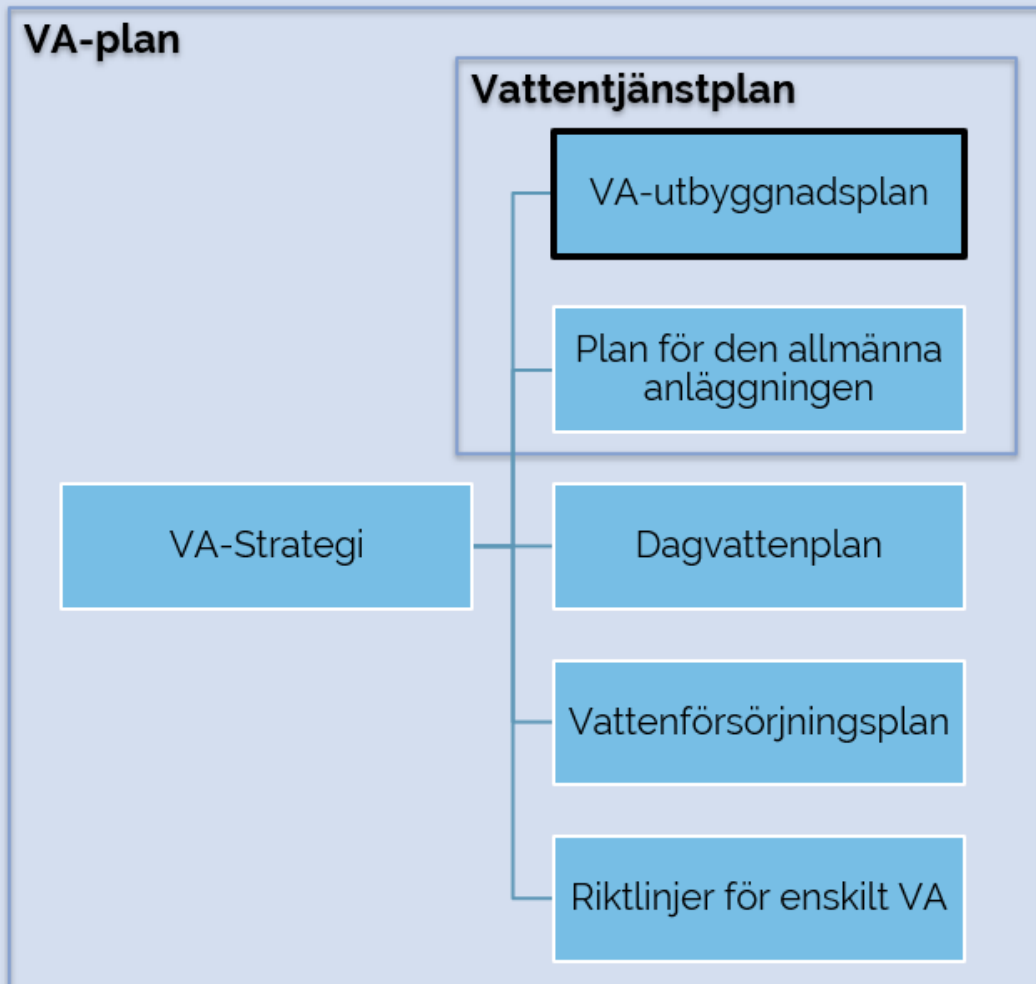 VA-plan
Vattentjänstplan
VA-utbyggnadsplan
Plan för den allmänna
anläggningen
VA-Strategi
Dagvattenplan
Vattenförsörjningsplan
Riktlinjer för enskilt VA